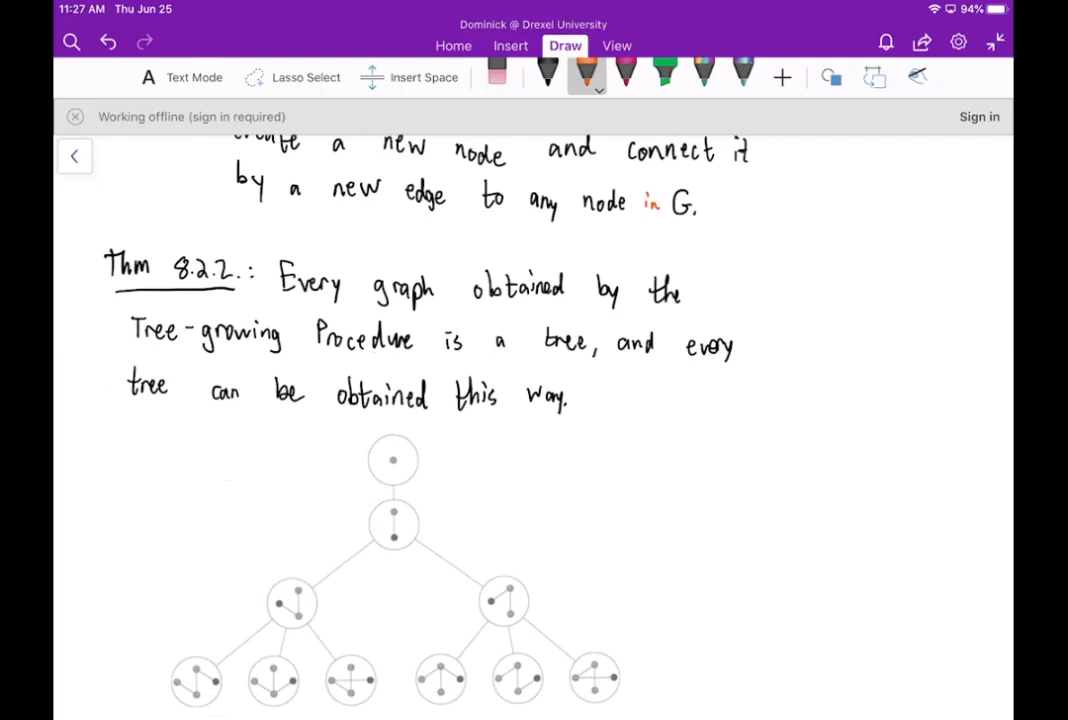 11:27 AM Thu Jun 25
94%
Dominick @ Drexel University
Home Insert Draw View
A Text Mode Lasso Select Insert Space
Working offline (sign in required) Sign in
create a new node and connect it
by a new edge to any node in G.
Thm 8.2.2.: Every graph obtained by the
Tree-growing Procedure is a tree, and every
tree can be obtained this way.